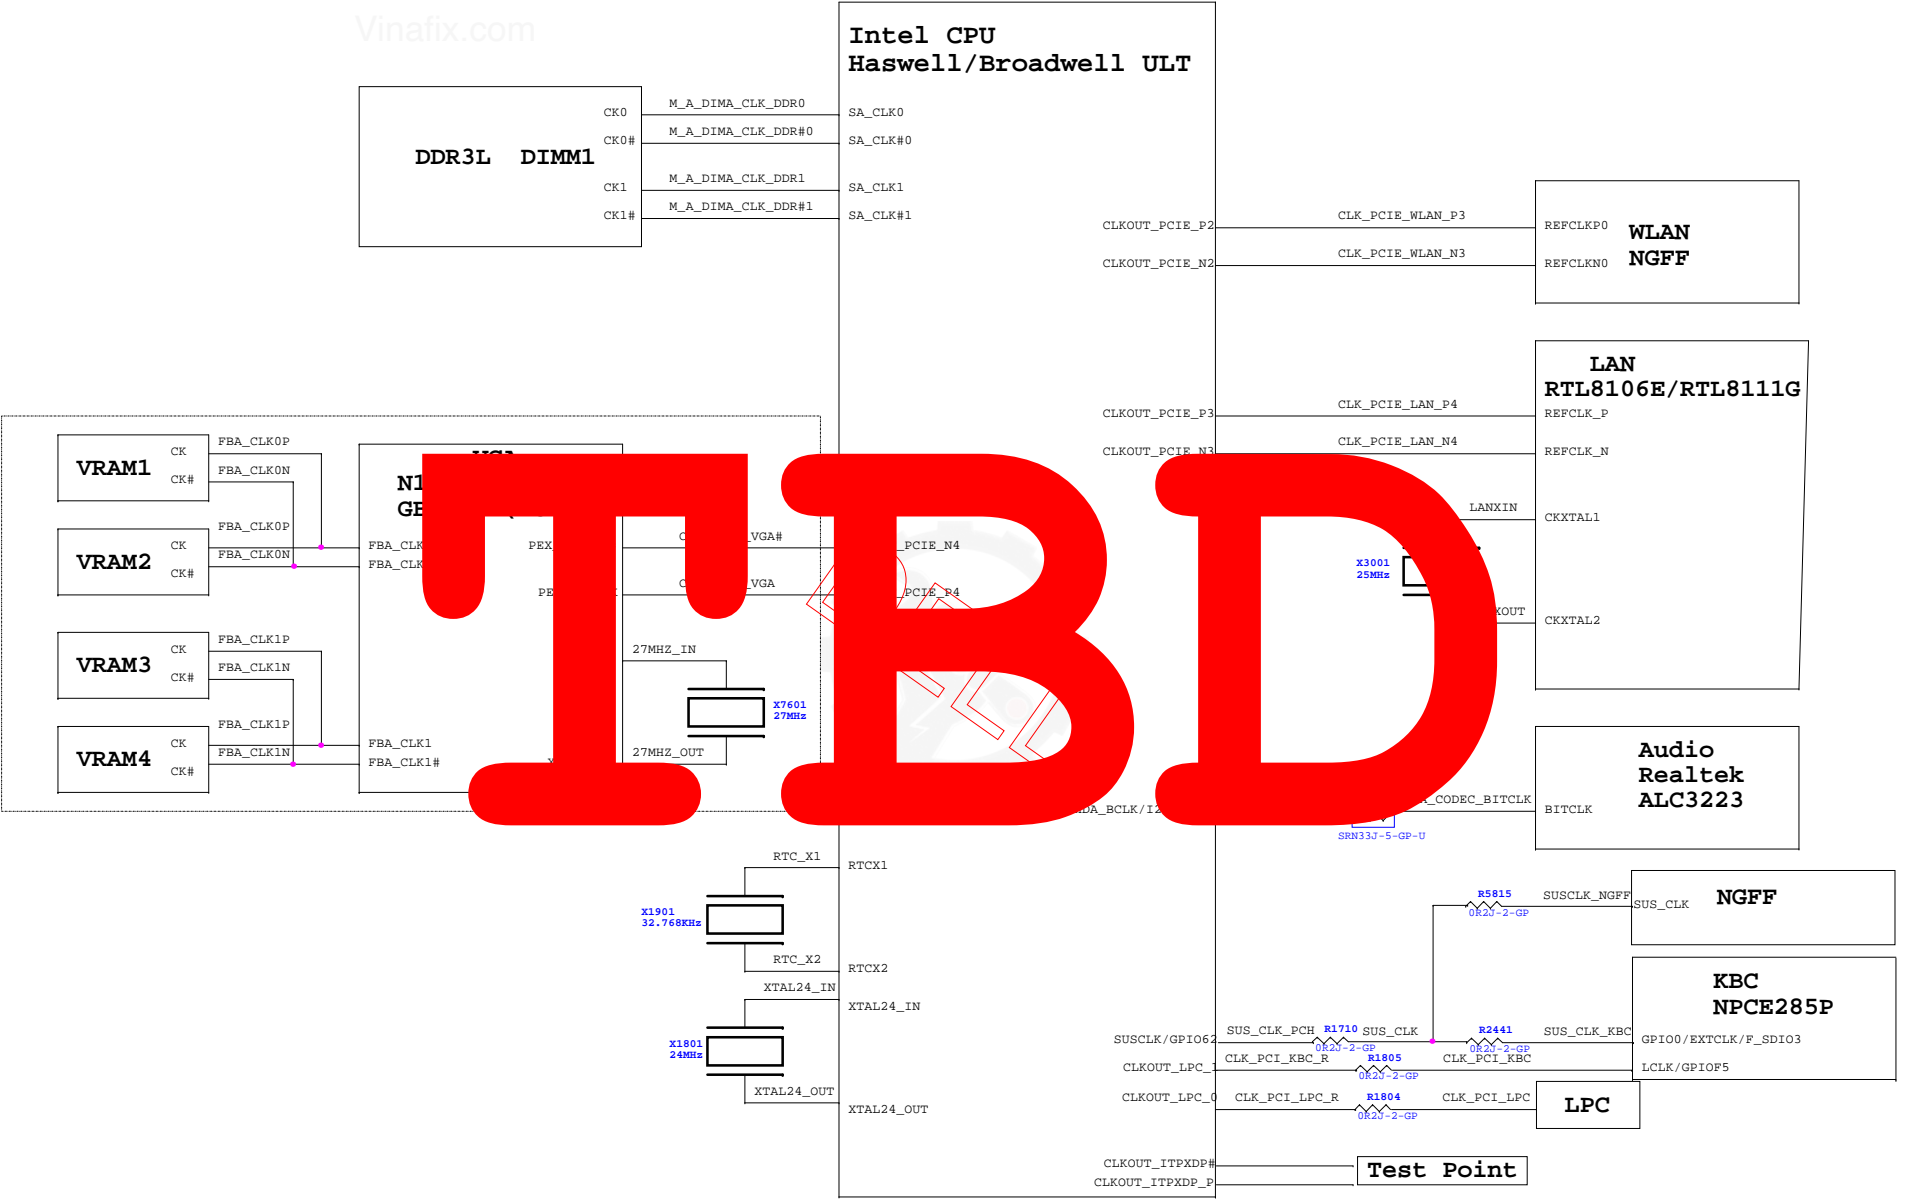 Vinafix.com
Intel CPU
Haswell/Broadwell ULT
DDR3L DIMM1
CK0
M_A_DIMA_CLK_DDR0
SA_CLK0
CK0#
M_A_DIMA_CLK_DDR#0
SA_CLK#0
CK1
M_A_DIMA_CLK_DDR1
SA_CLK1
CK1#
M_A_DIMA_CLK_DDR#1
SA_CLK#1
CLKOUT_PCIE_P2
CLK_PCIE_WLAN_P3
REFCLKP0
CLKOUT_PCIE_N2
CLK_PCIE_WLAN_N3
REFCLKN0
WLAN
NGFF
LAN
RTL8106E/RTL8111G
CLKOUT_PCIE_P3
CLK_PCIE_LAN_P4
REFCLK_P
CLKOUT_PCIE_N3
CLK_PCIE_LAN_N4
REFCLK_N
LANXIN
CKXTAL1
X3001
25MHz
CKXTAL2
VRAM1
CK
FBA_CLK0P
CK#
FBA_CLK0N
VRAM2
CK
FBA_CLK0P
CK#
FBA_CLK0N
VRAM3
CK
FBA_CLK1P
CK#
FBA_CLK1N
VRAM4
CK
FBA_CLK1P
FBA_CLK1
CK#
FBA_CLK1N
FBA_CLK1#
27MHZ_IN
X7601
27MHz
27MHZ_OUT
TBD
Audio
Realtek
ALC3223
BITCLK
SRN33J-5-GP-U
RTC_X1
RTCX1
X1901
32.768KHz
RTC_X2
RTCX2
XTAL24_IN
XTAL24_IN
X1801
24MHz
XTAL24_OUT
XTAL24_OUT
R5815
0R2J-2-GP
SUSCLK_NGFF
SUS_CLK
NGFF
KBC
NPCE285P
SUSCLK/GPIO62
SUS_CLK_PCH
R1710
0R2J-2-GP
SUS_CLK
R2441
0R2J-2-GP
SUS_CLK_KBC
GPIO0/EXTCLK/F_SDIO3
CLKOUT_LPC_1
CLK_PCI_KBC_R
R1805
0R2J-2-GP
CLK_PCI_KBC
LCLK/GPIOF5
CLKOUT_LPC_0
CLK_PCI_LPC_R
R1804
0R2J-2-GP
CLK_PCI_LPC
LPC
CLKOUT_ITPXDP#
CLKOUT_ITPXDP_P
Test Point